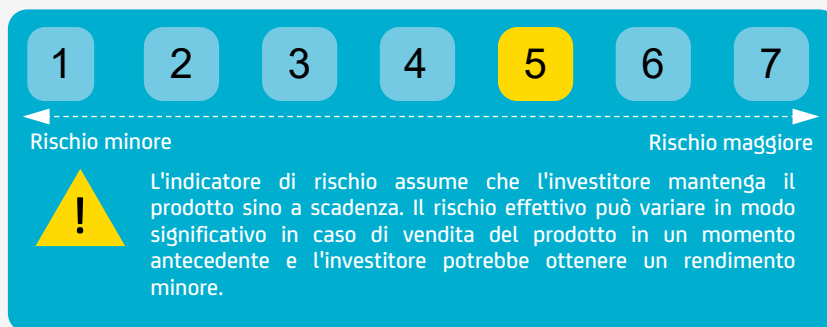 1 2 3 4 5 6 7
Rischio minore Rischio maggiore
!
L'indicatore di rischio assume che l'investitore mantenga il
prodotto sino a scadenza. Il rischio effettivo può variare in modo
significativo in caso di vendita del prodotto in un momento
antecedente e l'investitore potrebbe ottenere un rendimento
minore.